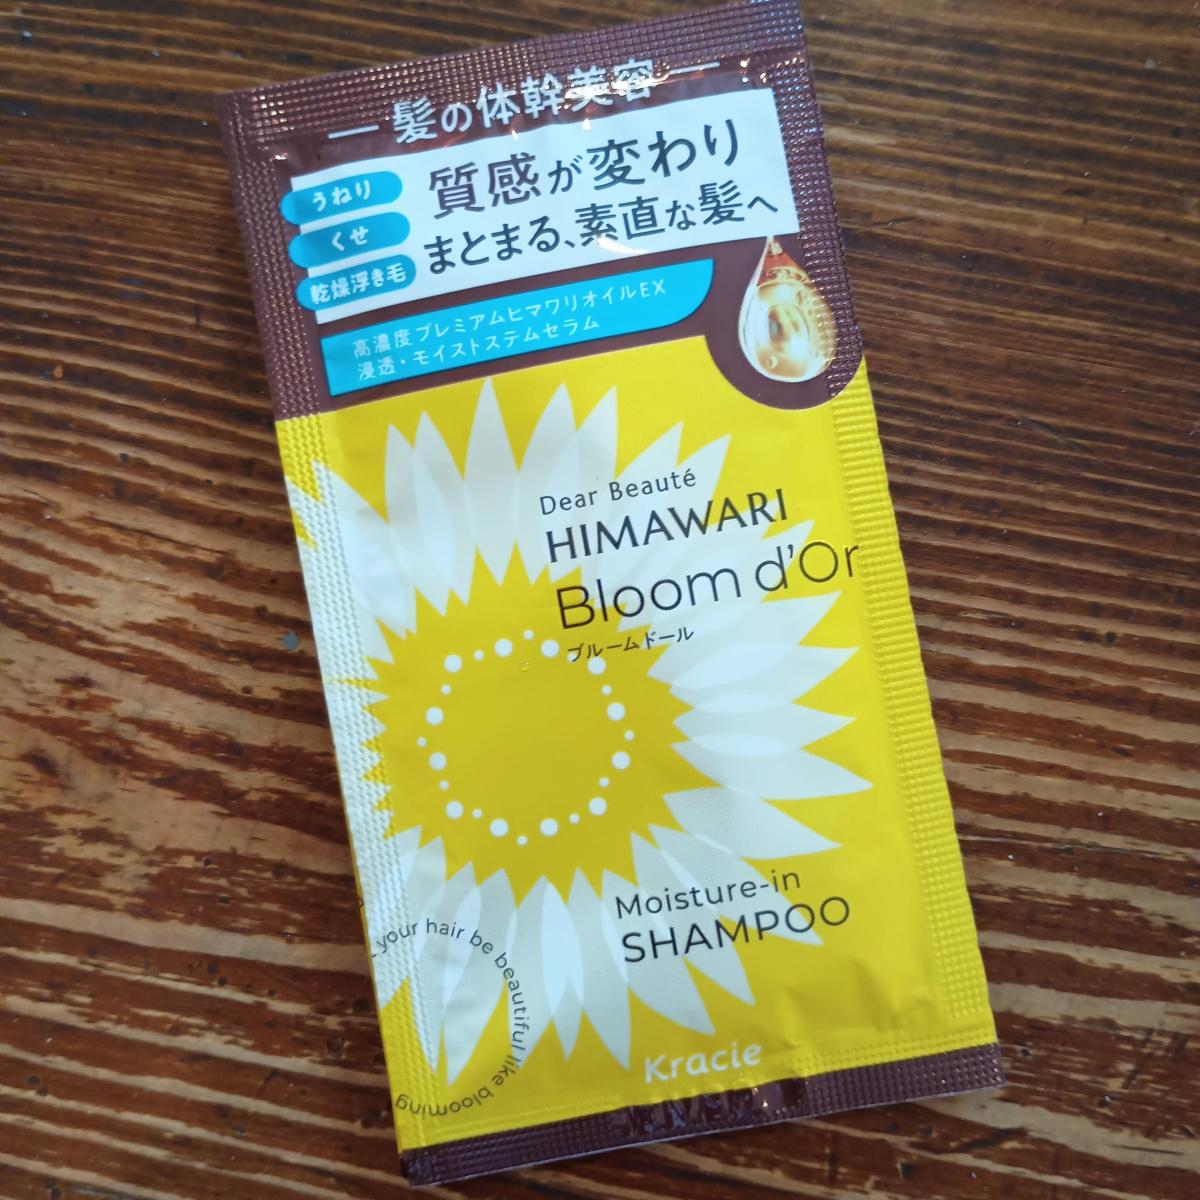 髪の体幹美容
うねり
くせ
乾燥浮き毛
質感が変わり
まとまる、素直な髪へ
高濃度プレミアムヒマワリオイルEX
浸透・モイストステムセラム
Dear Beauté
HIMAWARI
Bloom d'Or
ブルームドール
Moisture-in
SHAMPOO
your hair be beautiful like blooming
Kracie